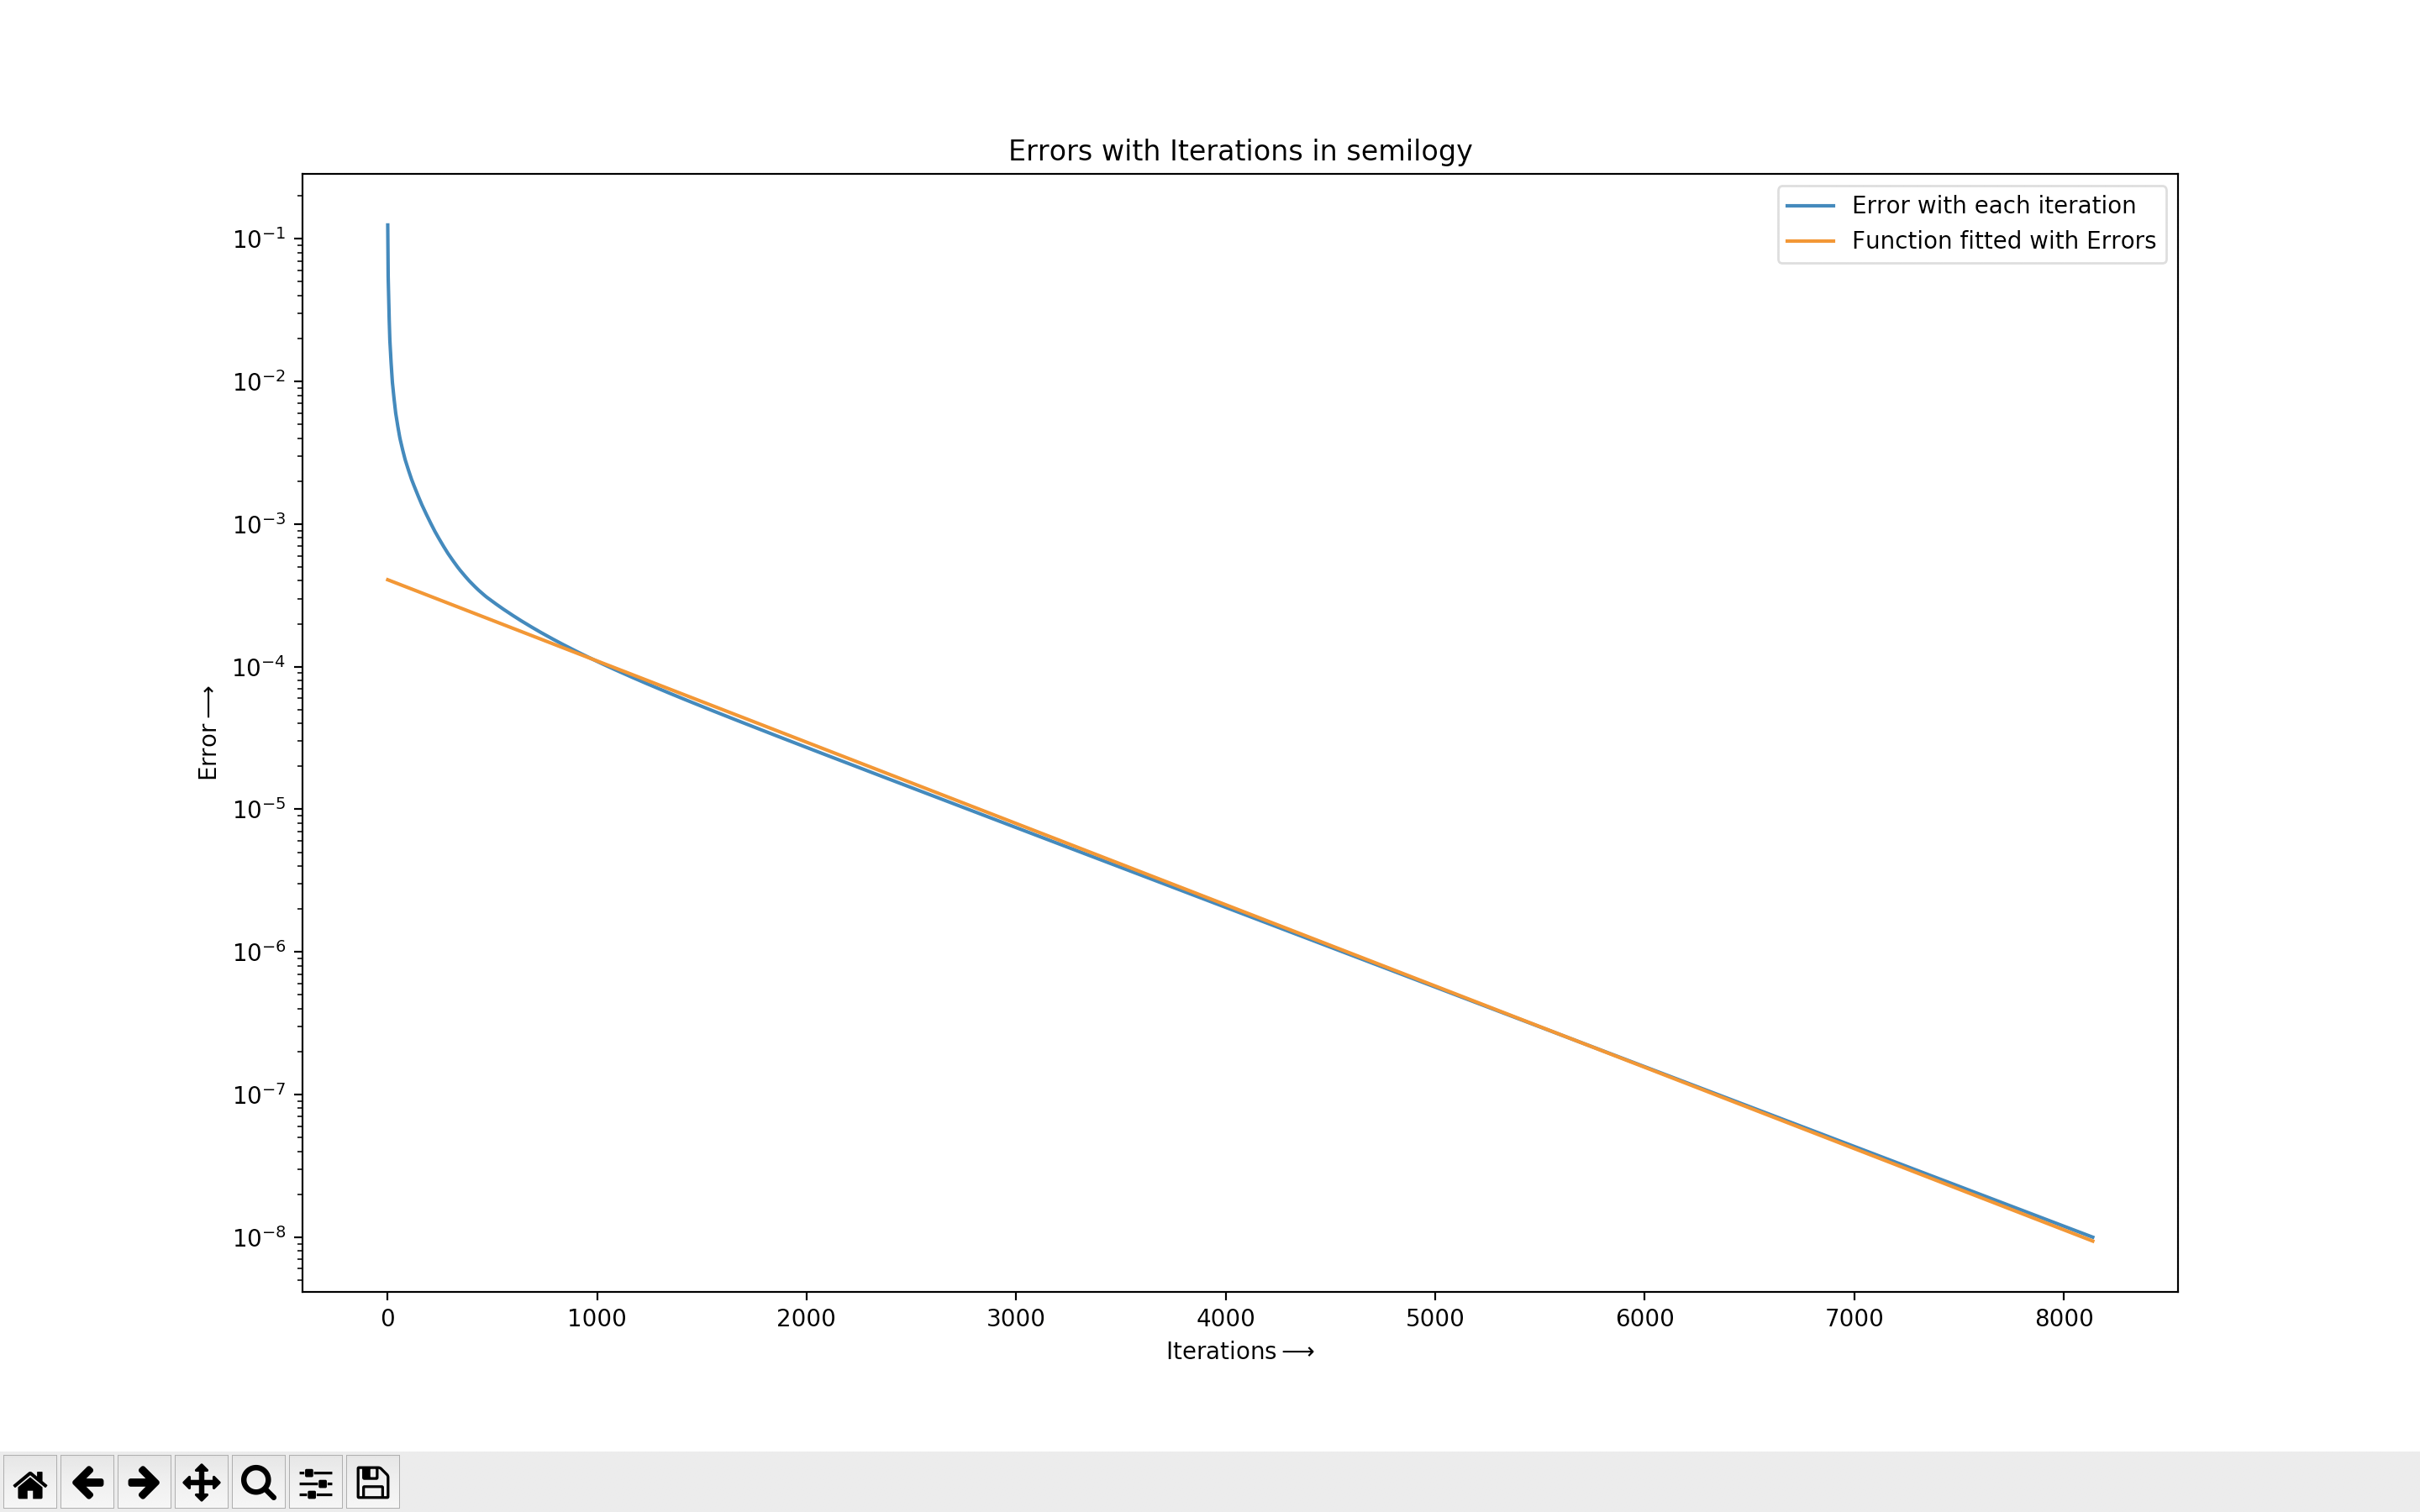 Errors with Iterations in semilogy
Error with each iteration
Function fitted with Errors
10⁻¹
10⁻²
10⁻³
10⁻⁴
10⁻⁵
10⁻⁶
10⁻⁷
10⁻⁸
Error⟶
0 1000 2000 3000 4000 5000 6000 7000 8000
Iterations⟶